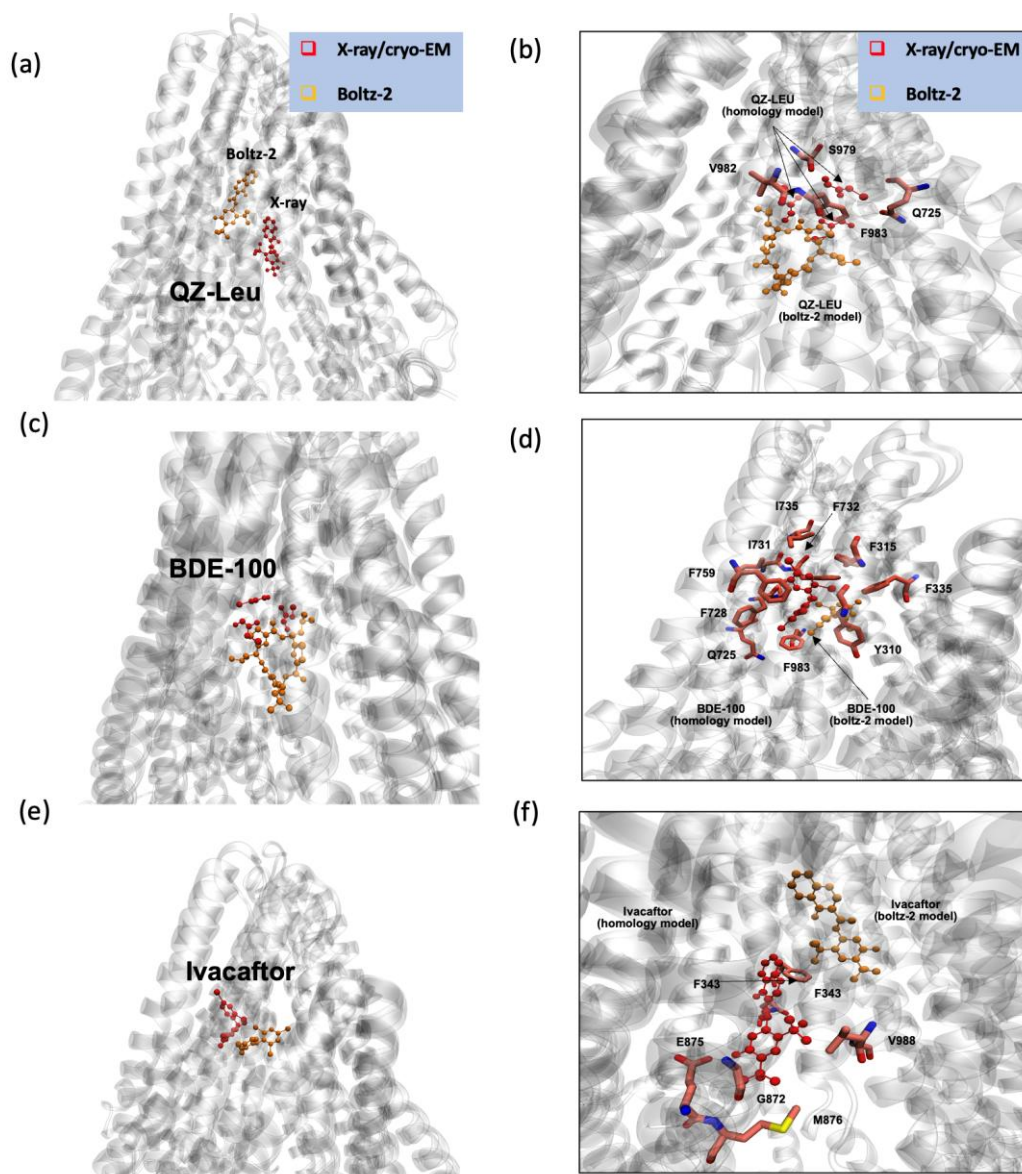 (a)
X-ray/cryo-EM
Boltz-2
Boltz-2
X-ray
QZ-Leu
(b)
X-ray/cryo-EM
Boltz-2
QZ-LEU
(homology model)
S979
V982
Q725
F983
QZ-LEU
(boltz-2 model)
(c)
BDE-100
(d)
I735
F732
I731
F315
F759
F335
F728
Q725
Y310
F983
BDE-100
(homology model)
BDE-100
(boltz-2 model)
(e)
Ivacaftor
(f)
Ivacaftor
(homology model)
Ivacaftor
(boltz-2 model)
F343
F343
E875
V988
G872
M876